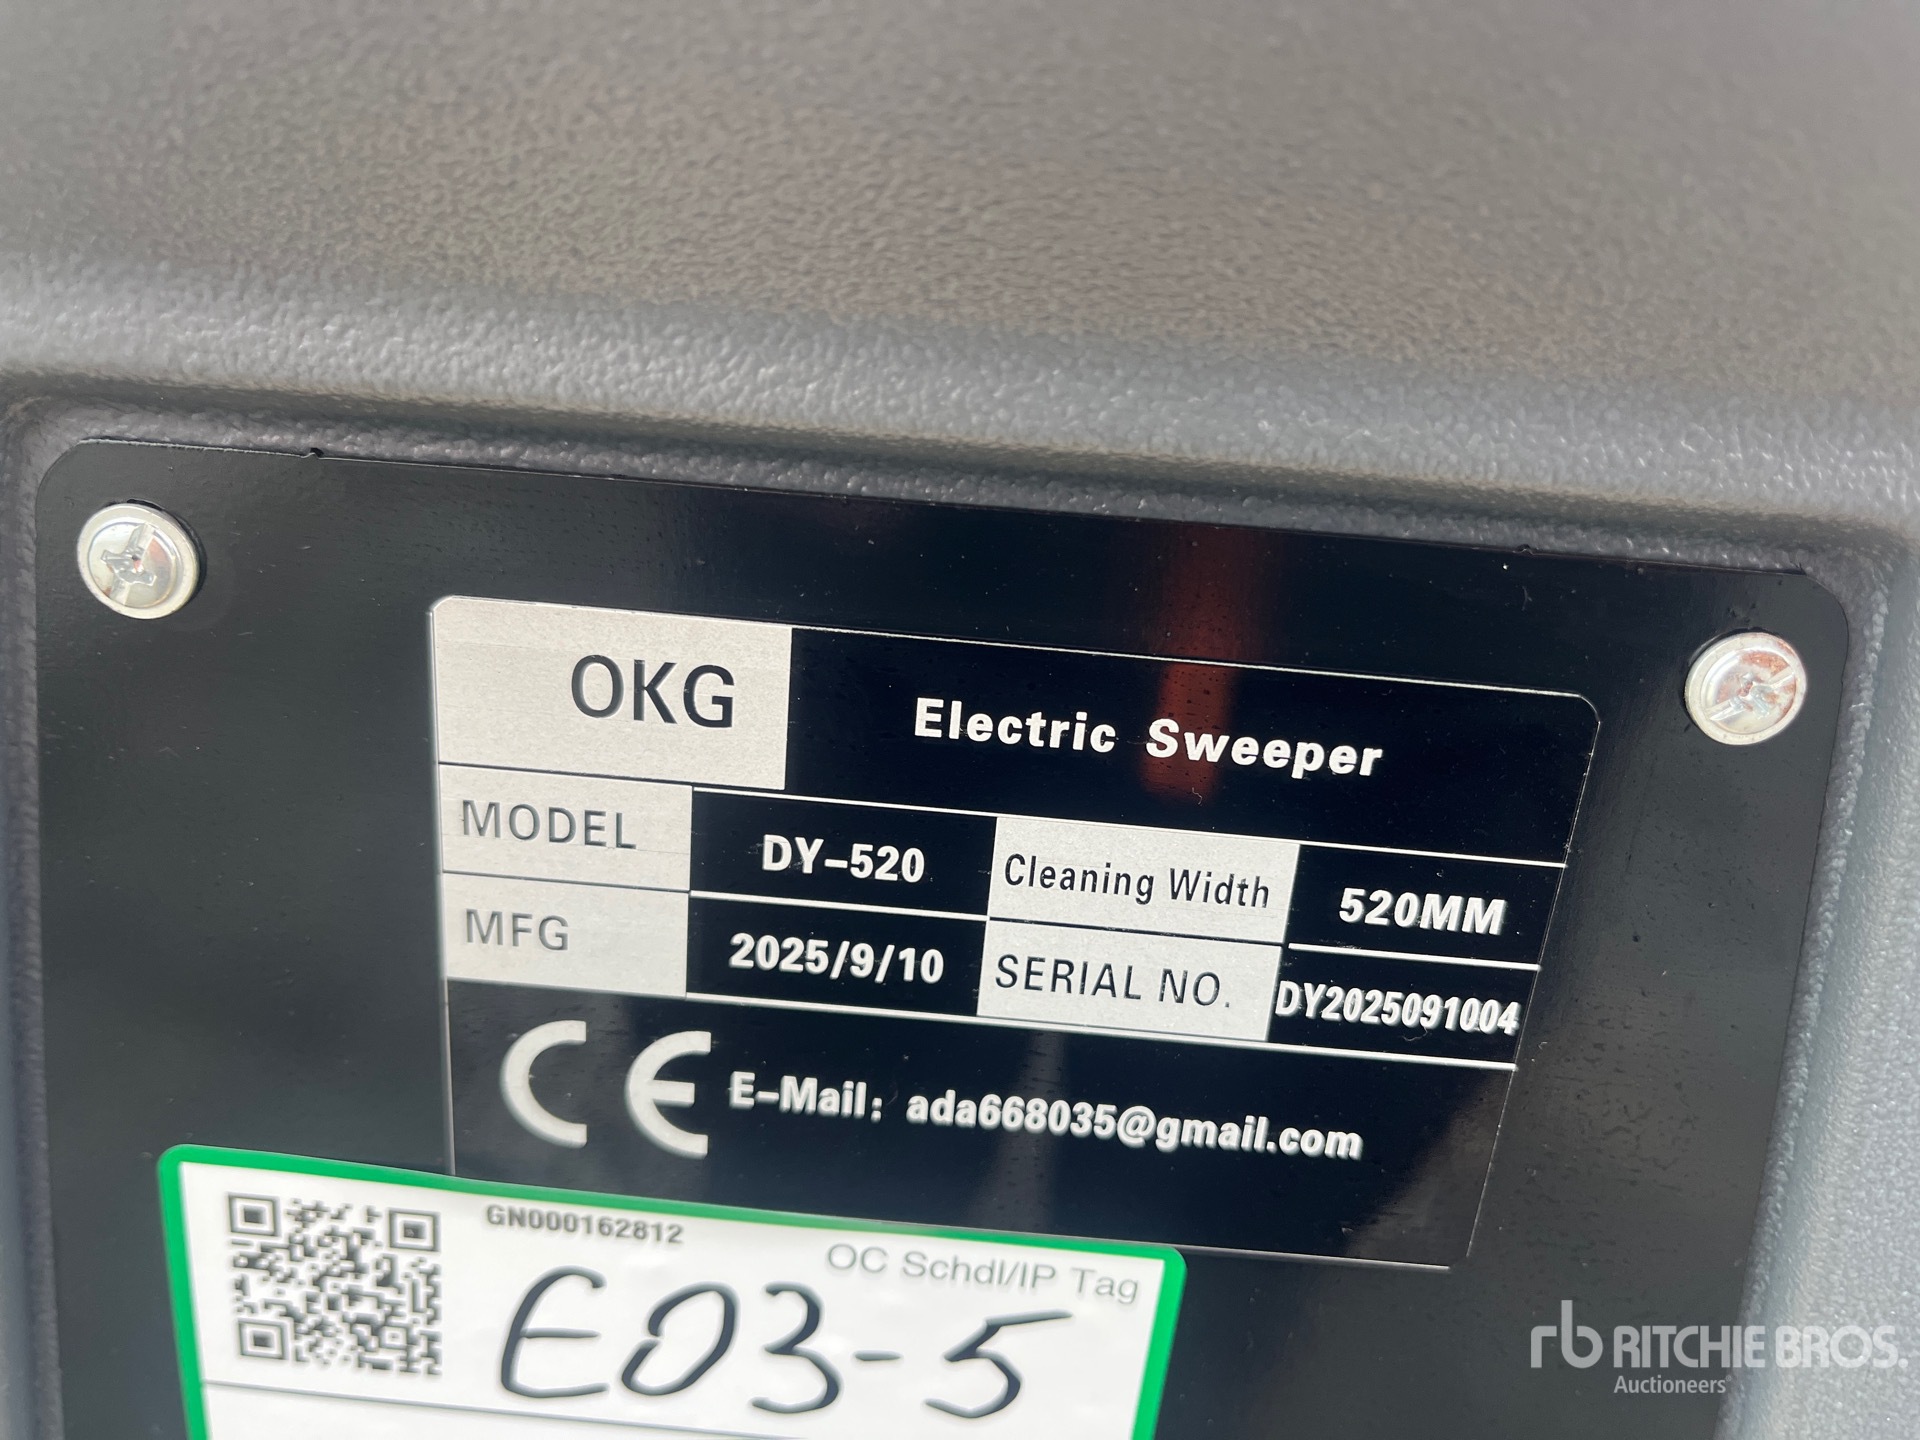 OKG Electric Sweeper
MODEL DY-520 Cleaning Width 520MM
MFG 2025/9/10 SERIAL NO. DY2025091004
CE E-Mail: ada668035@gmail.com
GN000162812
OC Schdl/IP Tag
E03-5
rb RITCHIE BROS.
Auctioneers